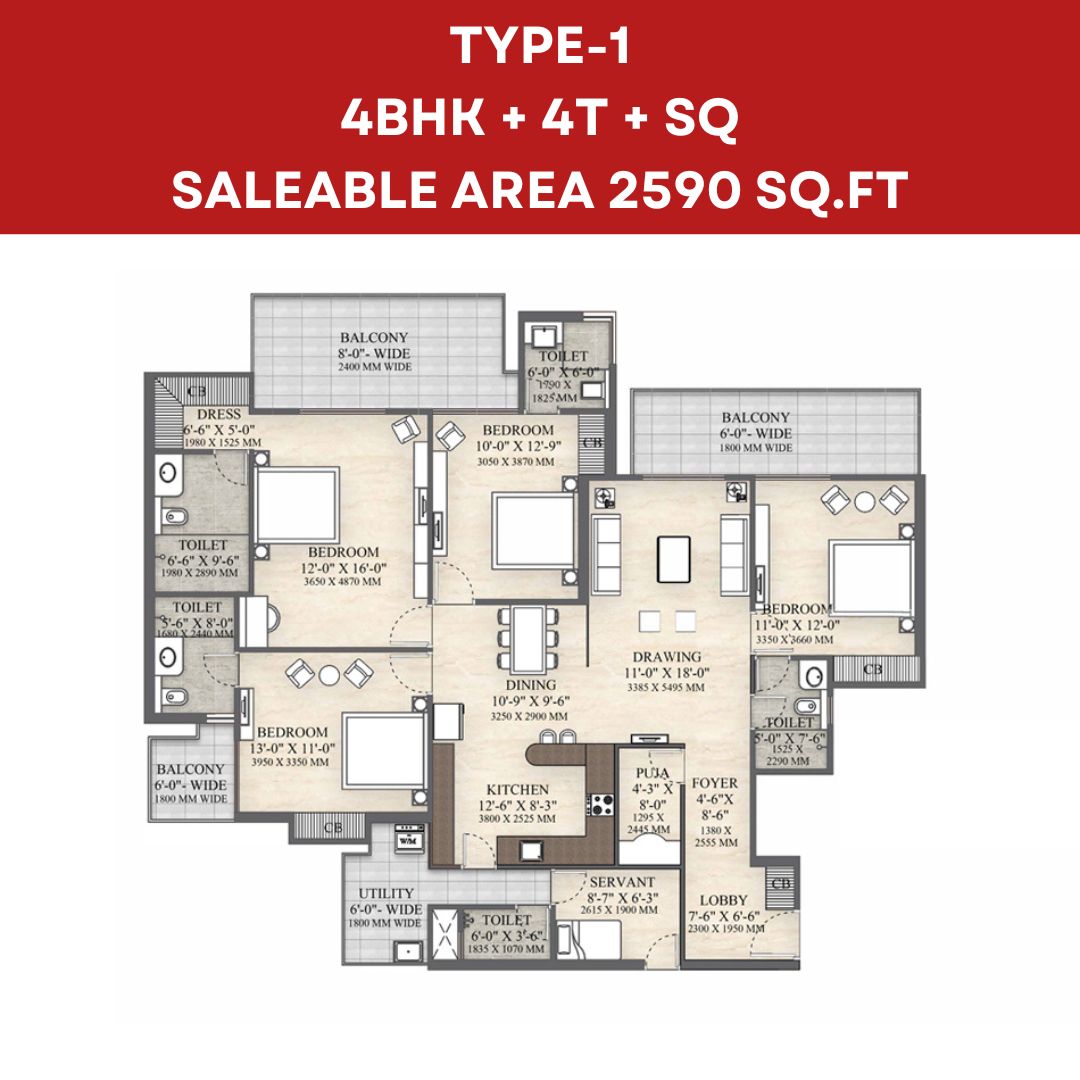 TYPE-1
4BHK + 4T + SQ
SALEABLE AREA 2590 SQ.FT
BALCONY
8'-0"- WIDE
2400 MM WIDE
TOILET
6'-0" X 6'-0"
1790 X
1825 MM
CB
DRESS
6'-6" X 5'-0"
1980 X 1525 MM
BEDROOM
10'-0" X 12'-9"
3050 X 3870 MM
CB
BALCONY
6'-0"- WIDE
1800 MM WIDE
TOILET
6'-6" X 9'-6"
1980 X 2890 MM
BEDROOM
12'-0" X 16'-0"
3650 X 4870 MM
TOILET
5'-6" X 8'-0"
1680 X 2440 MM
BEDROOM
11'-0" X 12'-0"
3350 X 3660 MM
CB
DRAWING
11'-0" X 18'-0"
3385 X 5495 MM
DINING
10'-9" X 9'-6"
3250 X 2900 MM
TOILET
5'-0" X 7'-6"
1525 X
2290 MM
BEDROOM
13'-0" X 11'-0"
3950 X 3350 MM
BALCONY
6'-0"- WIDE
1800 MM WIDE
CB
KITCHEN
12'-6" X 8'-3"
3800 X 2525 MM
PUJA
4'-3" X
8'-0"
1295 X
2445 MM
FOYER
4'-6"X
8'-6"
1380 X
2555 MM
W/M
UTILITY
6'-0"- WIDE
1800 MM WIDE
SERVANT
8'-7" X 6'-3"
2615 X 1900 MM
CB
LOBBY
7'-6" X 6'-6"
2300 X 1950 MM
TOILET
6'-0" X 3'-6"
1835 X 1070 MM